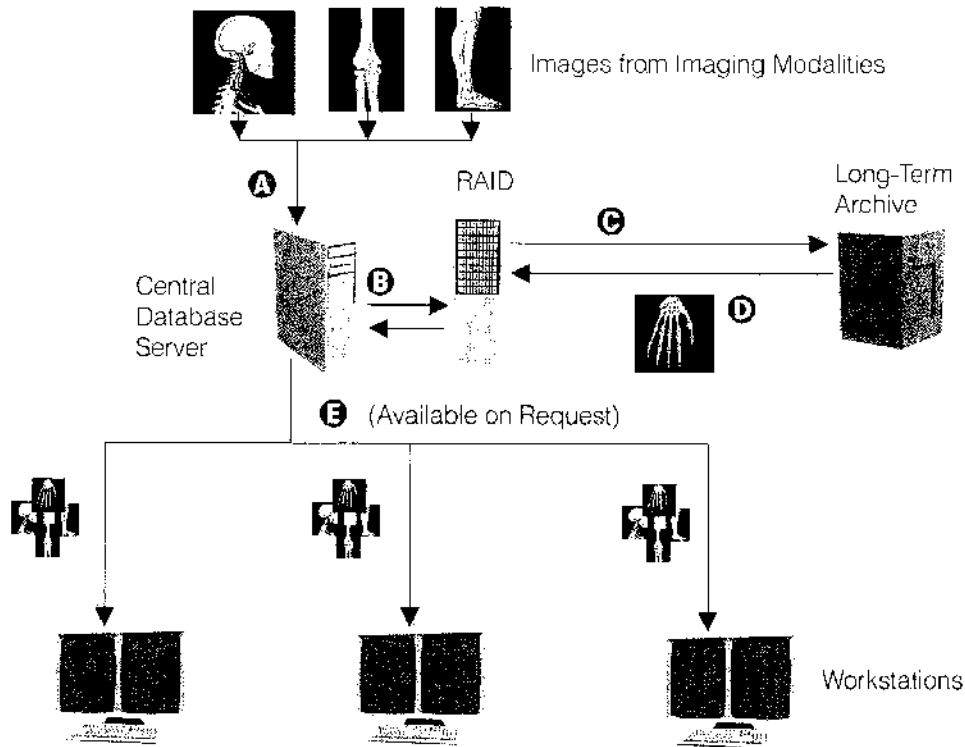 Images from Imaging Modalities
A
RAID
Long-Term
Archive
C
B
Central
Database
Server
D
E (Available on Request)
Workstations